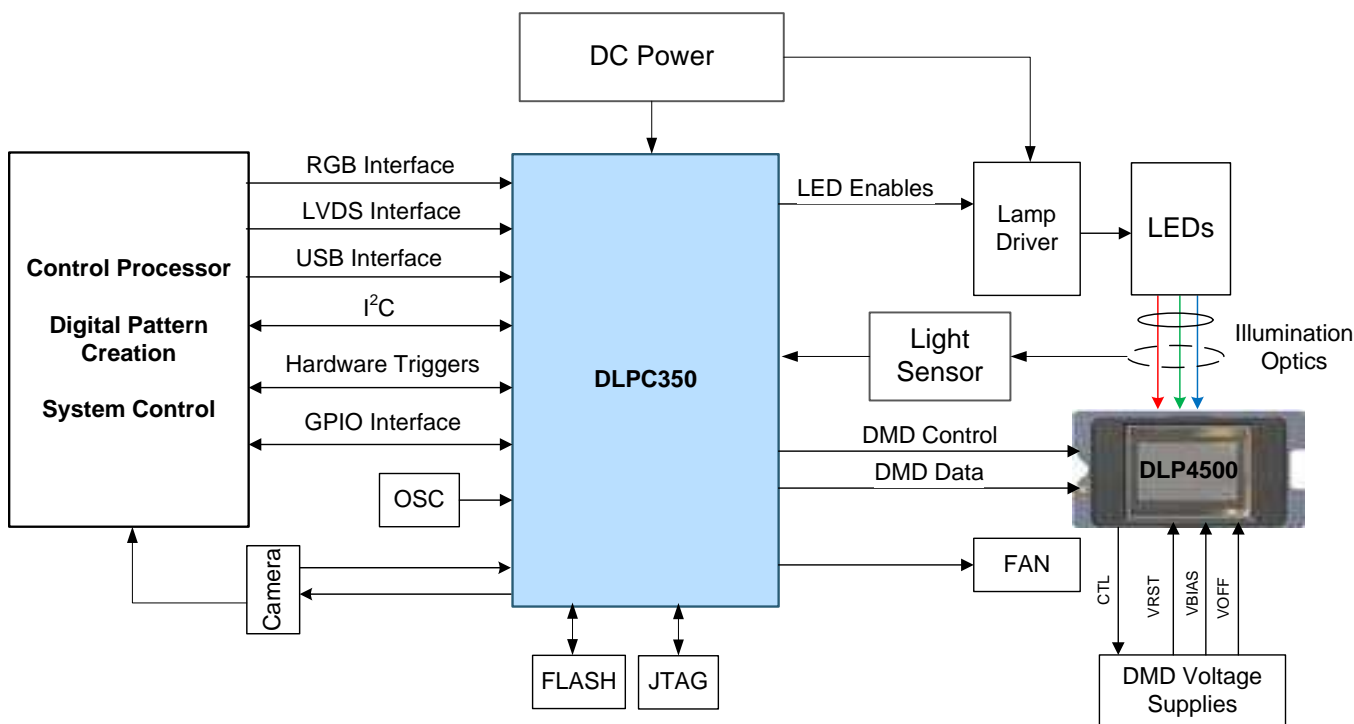 DC Power
RGB Interface
LVDS Interface
USB Interface
I²C
Hardware Triggers
GPIO Interface
Control Processor
Digital Pattern
Creation
System Control
OSC
Camera
DLPC350
FLASH
JTAG
LED Enables
Lamp
Driver
LEDs
Light
Sensor
Illumination
Optics
DMD Control
DMD Data
DLP4500
FAN
CTL
VRST
VBIAS
VOFF
DMD Voltage
Supplies